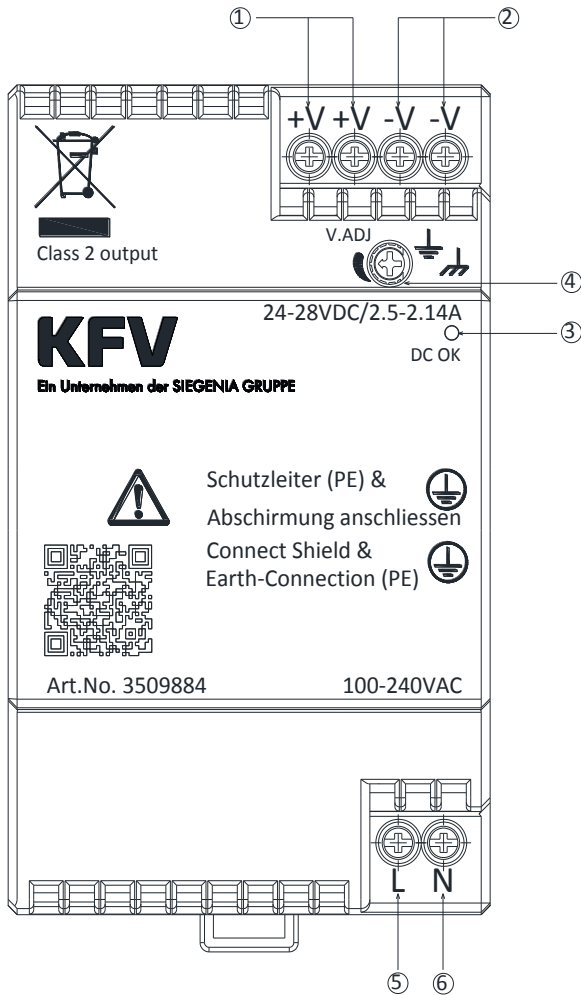 ① ②
+V +V -V -V
V.ADJ
Class 2 output
④
24-28VDC/2.5-2.14A
③
DC OK
KFV
Ein Unternehmen der SIEGENIA GRUPPE
Schutzleiter (PE) &
Abschirmung anschliessen
Connect Shield &
Earth-Connection (PE)
Art.No. 3509884 100-240VAC
L N
⑤ ⑥